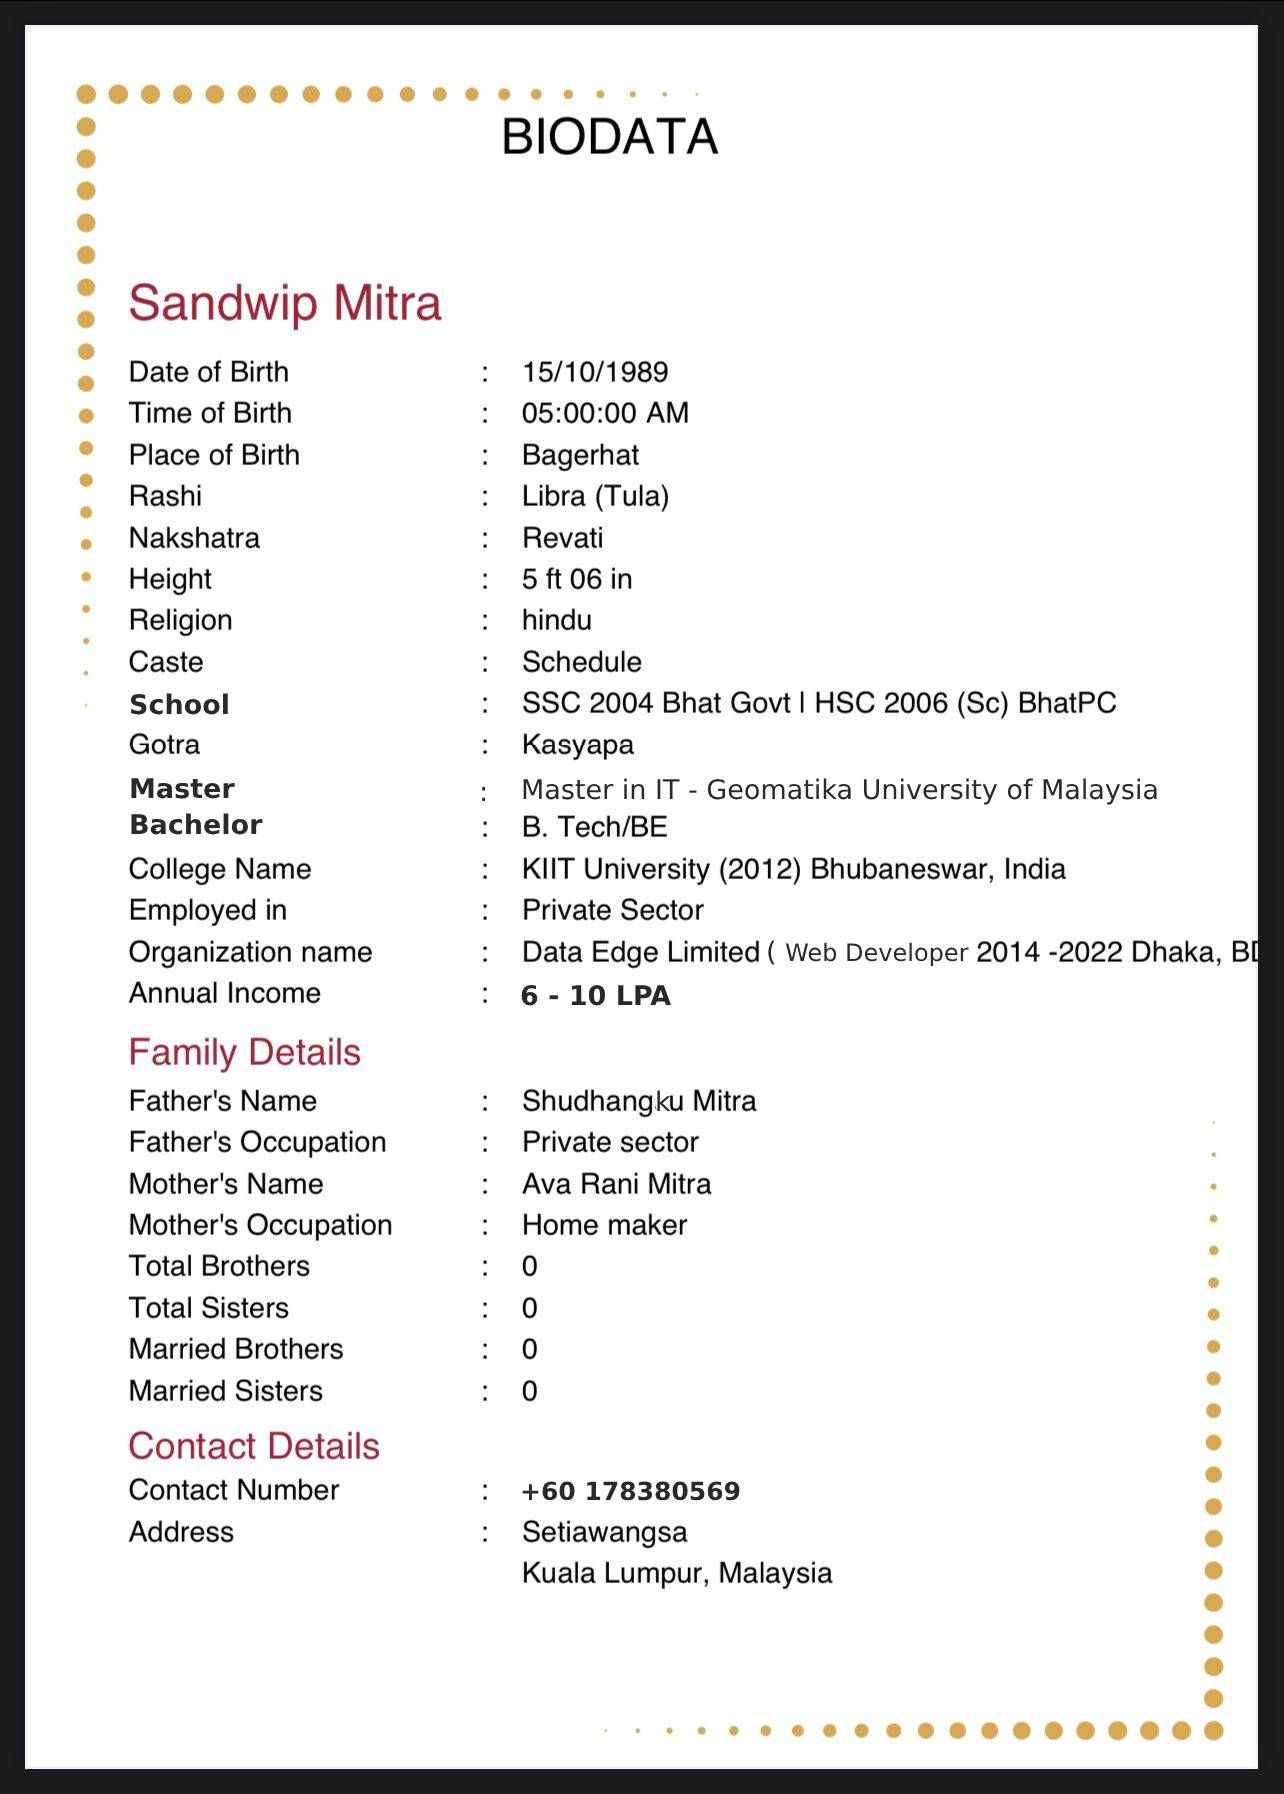 BIODATA
Sandwip Mitra
Date of Birth : 15/10/1989
Time of Birth : 05:00:00 AM
Place of Birth : Bagerhat
Rashi : Libra (Tula)
Nakshatra : Revati
Height : 5 ft 06 in
Religion : hindu
Caste : Schedule
School : SSC 2004 Bhat Govt l HSC 2006 (Sc) BhatPC
Gotra : Kasyapa
Master : Master in IT - Geomatika University of Malaysia
Bachelor : B. Tech/BE
College Name : KIIT University (2012) Bhubaneswar, India
Employed in : Private Sector
Organization name : Data Edge Limited ( Web Developer 2014 -2022 Dhaka, BD
Annual Income : 6 - 10 LPA
Family Details
Father's Name : Shudhangku Mitra
Father's Occupation : Private sector
Mother's Name : Ava Rani Mitra
Mother's Occupation : Home maker
Total Brothers : 0
Total Sisters : 0
Married Brothers : 0
Married Sisters : 0
Contact Details
Contact Number : +60 178380569
Address : Setiawangsa
Kuala Lumpur, Malaysia